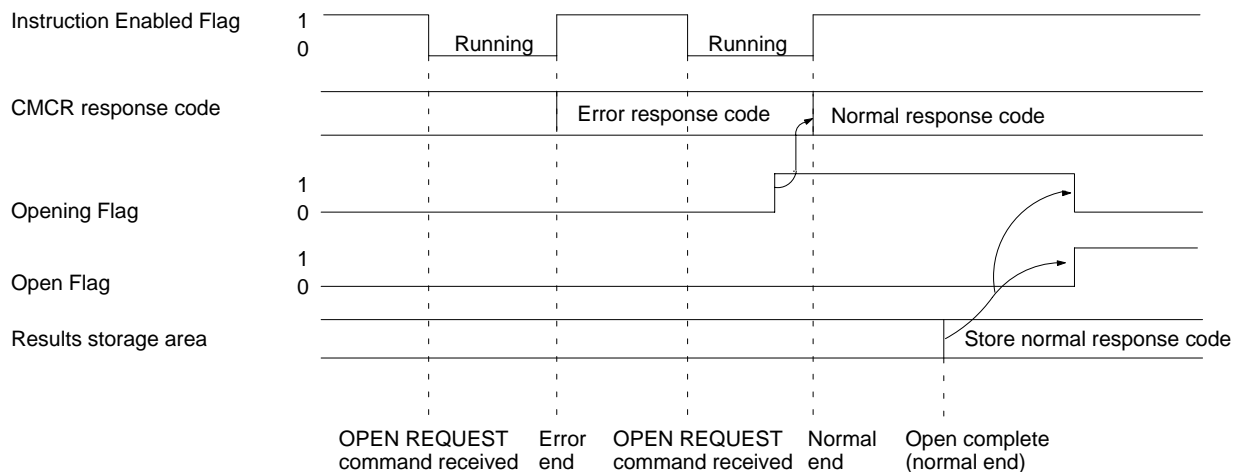 Instruction Enabled Flag
1
0
Running
Running
CMCR response code
Error response code
Normal response code
Opening Flag
1
0
Open Flag
1
0
Results storage area
Store normal response code
OPEN REQUEST
command received
Error
end
OPEN REQUEST
command received
Normal
end
Open complete
(normal end)